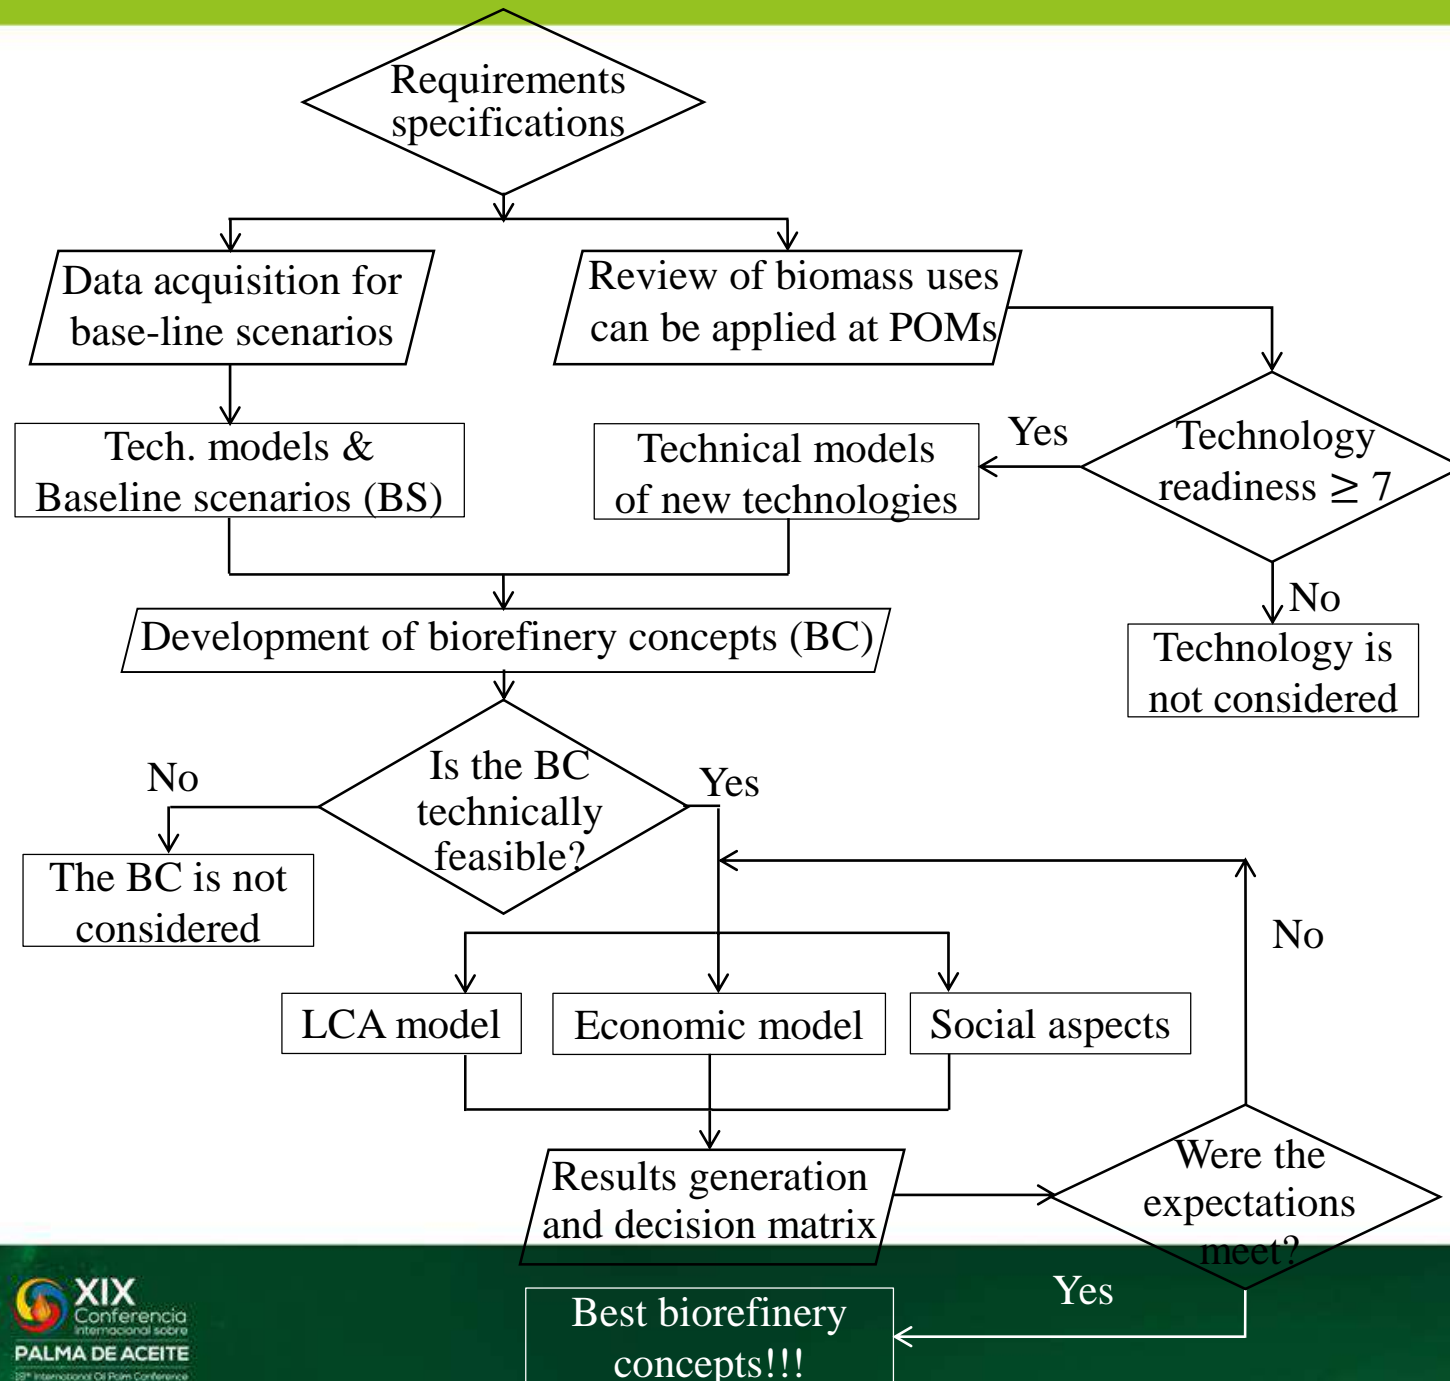 Requirements
specifications
Data acquisition for
base-line scenarios
Review of biomass uses
can be applied at POMs
Tech. models &
Baseline scenarios (BS)
Technical models
of new technologies
Yes
Technology
readiness ≥ 7
No
Technology is
not considered
Development of biorefinery concepts (BC)
Is the BC
technically
feasible?
No
Yes
The BC is not
considered
No
LCA model
Economic model
Social aspects
Results generation
and decision matrix
Were the
expectations
meet?
Yes
Best biorefinery
concepts!!!
XIX
Conferencia
Internacional sobre
PALMA DE ACEITE
International Oil Palm Conference